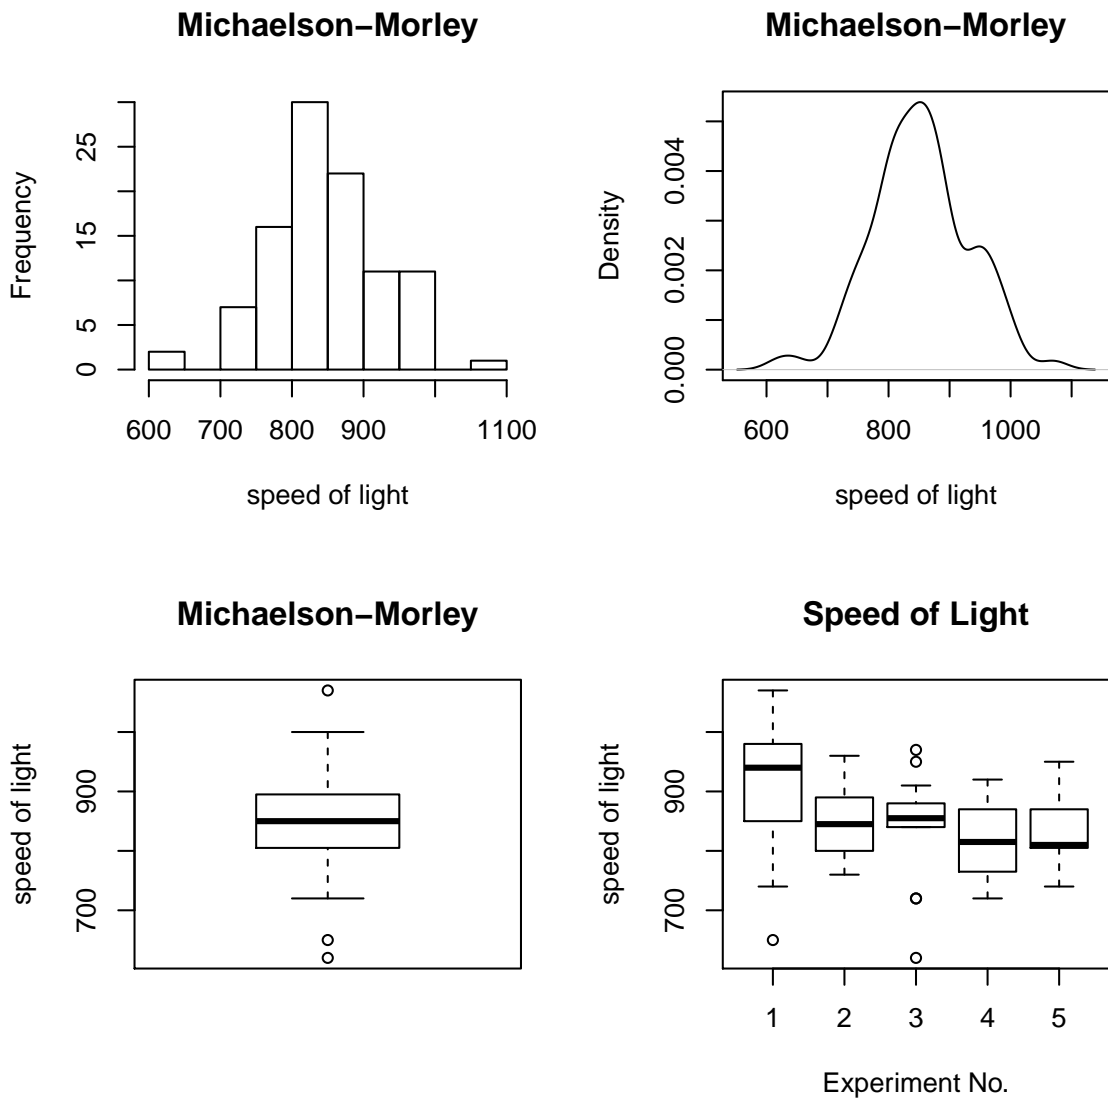 Michaelson−Morley
Frequency
0 5 15 25
600 700 800 900 1100
speed of light
Michaelson−Morley
Density
0.000 0.002 0.004
600 800 1000
speed of light
Michaelson−Morley
speed of light
700 900
Speed of Light
speed of light
700 900
1 2 3 4 5
Experiment No.